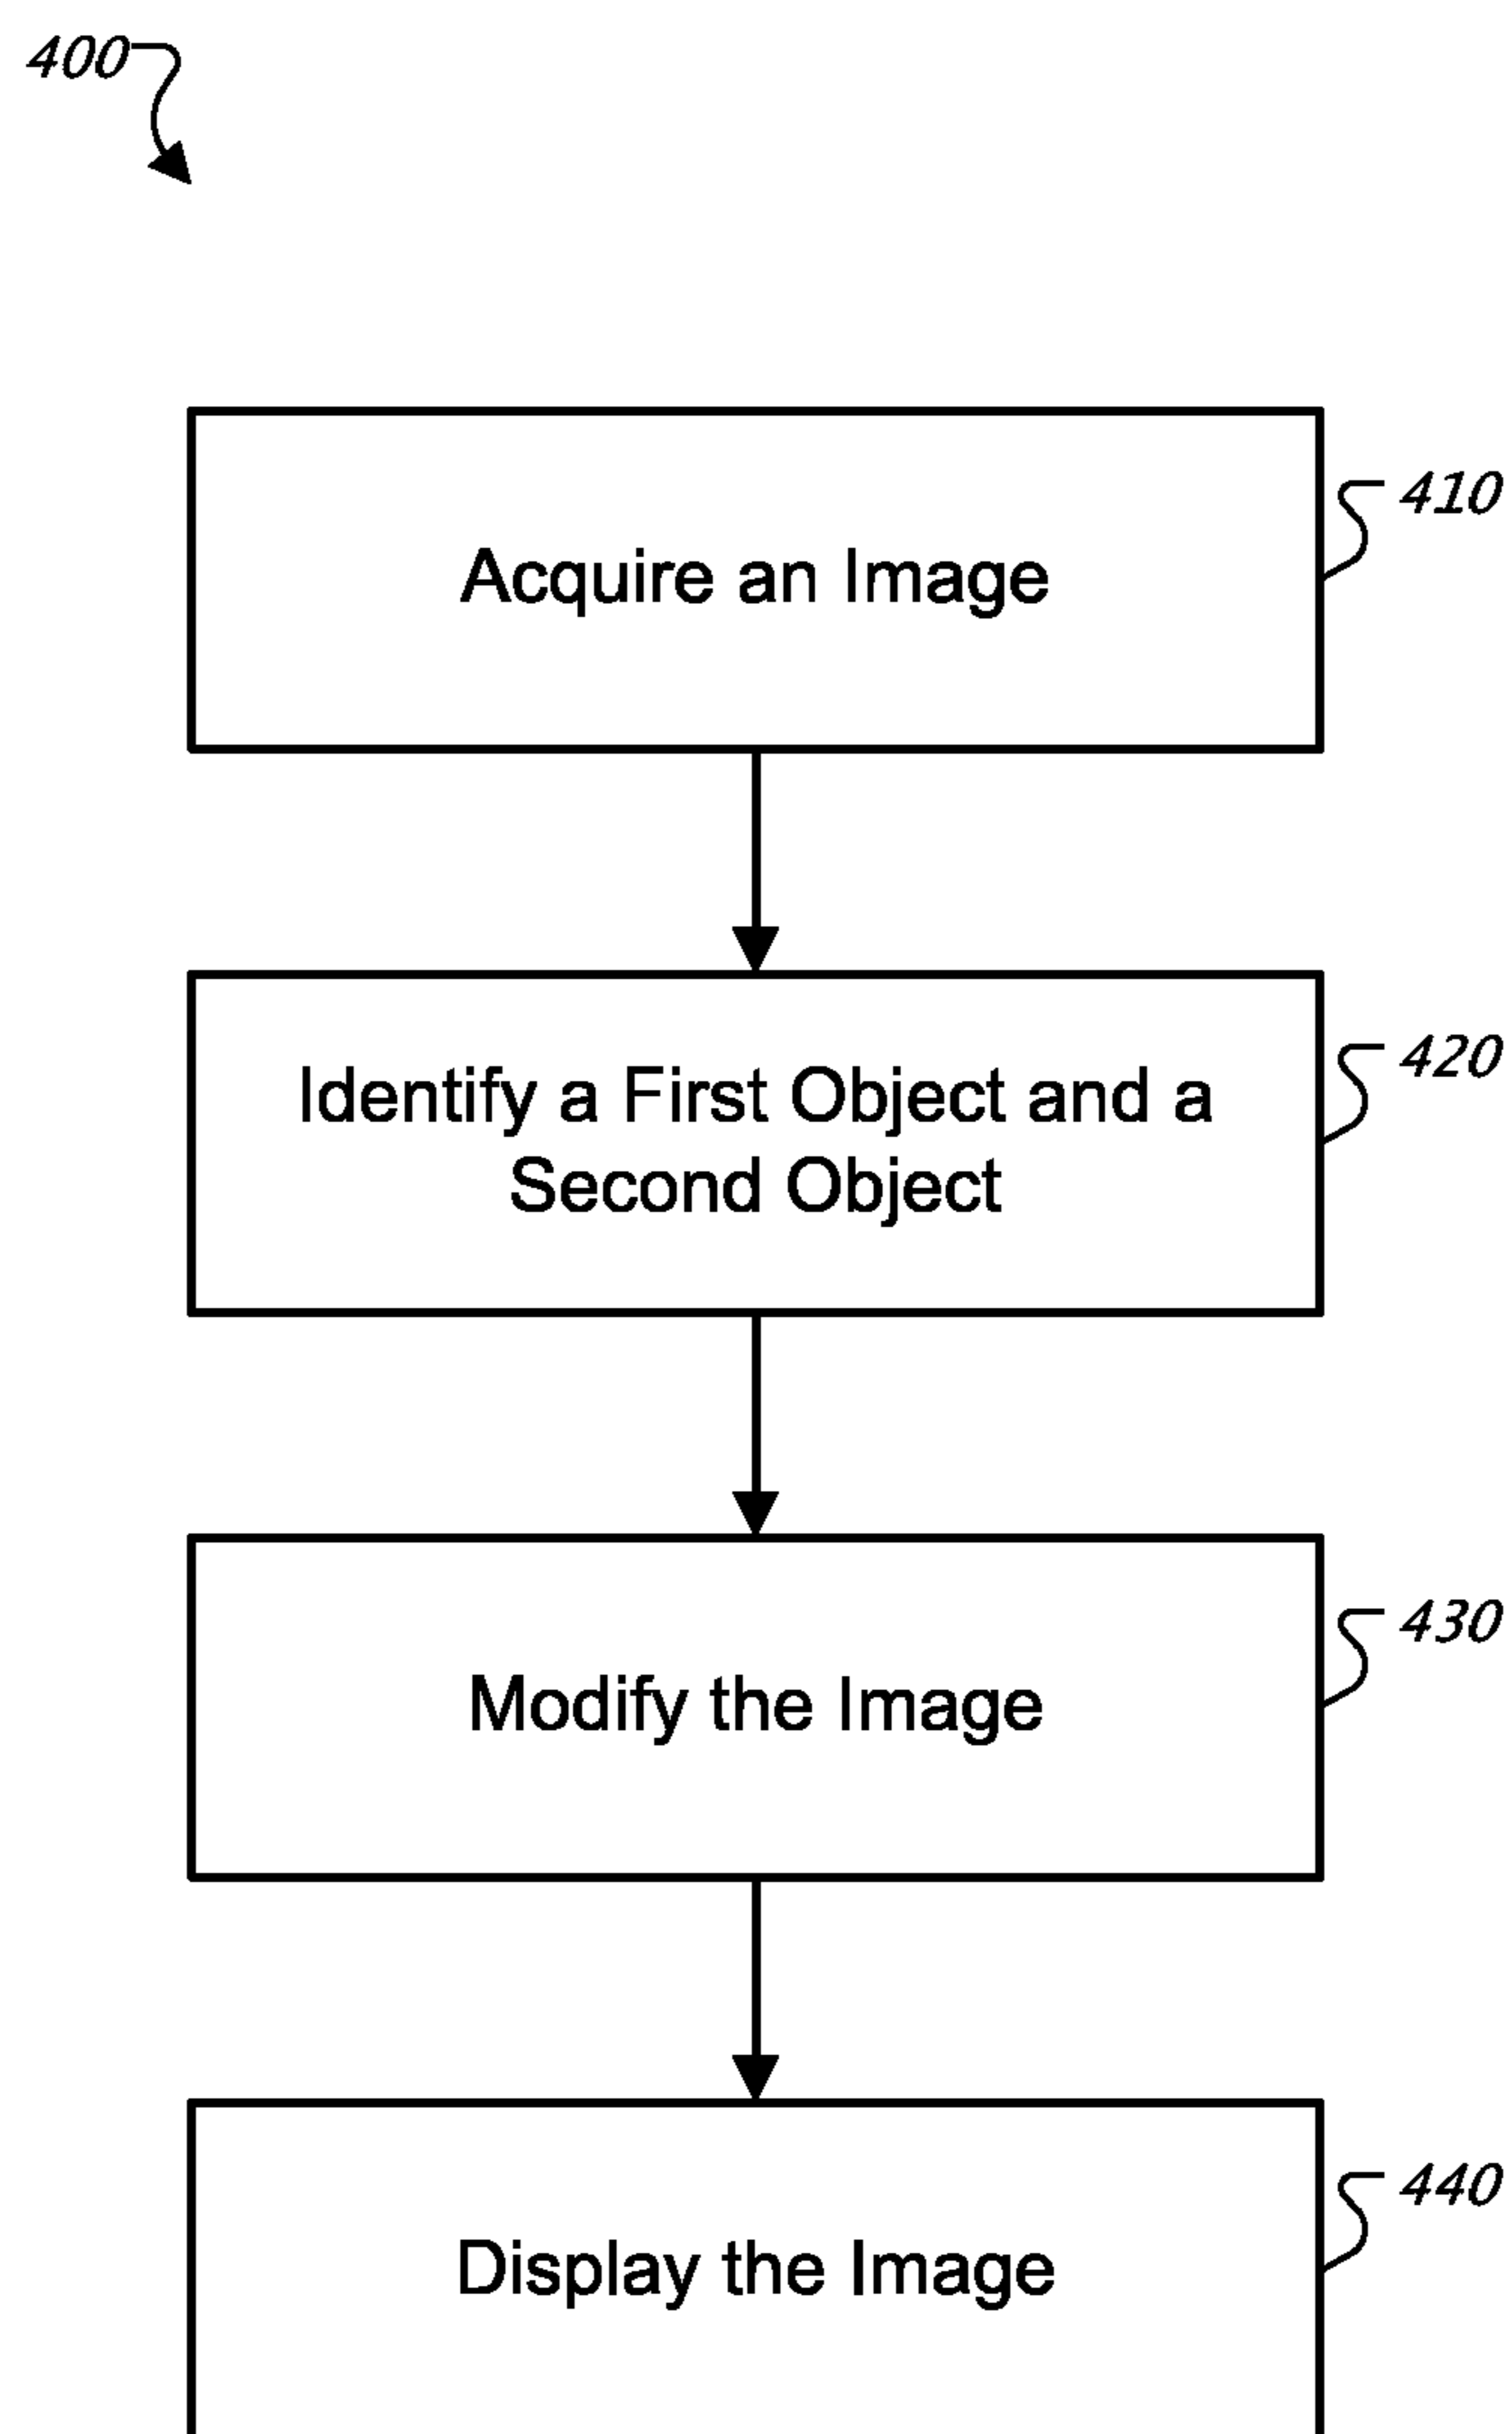 400
Acquire an Image
410
Identify a First Object and a
Second Object
420
Modify the Image
430
Display the Image
440